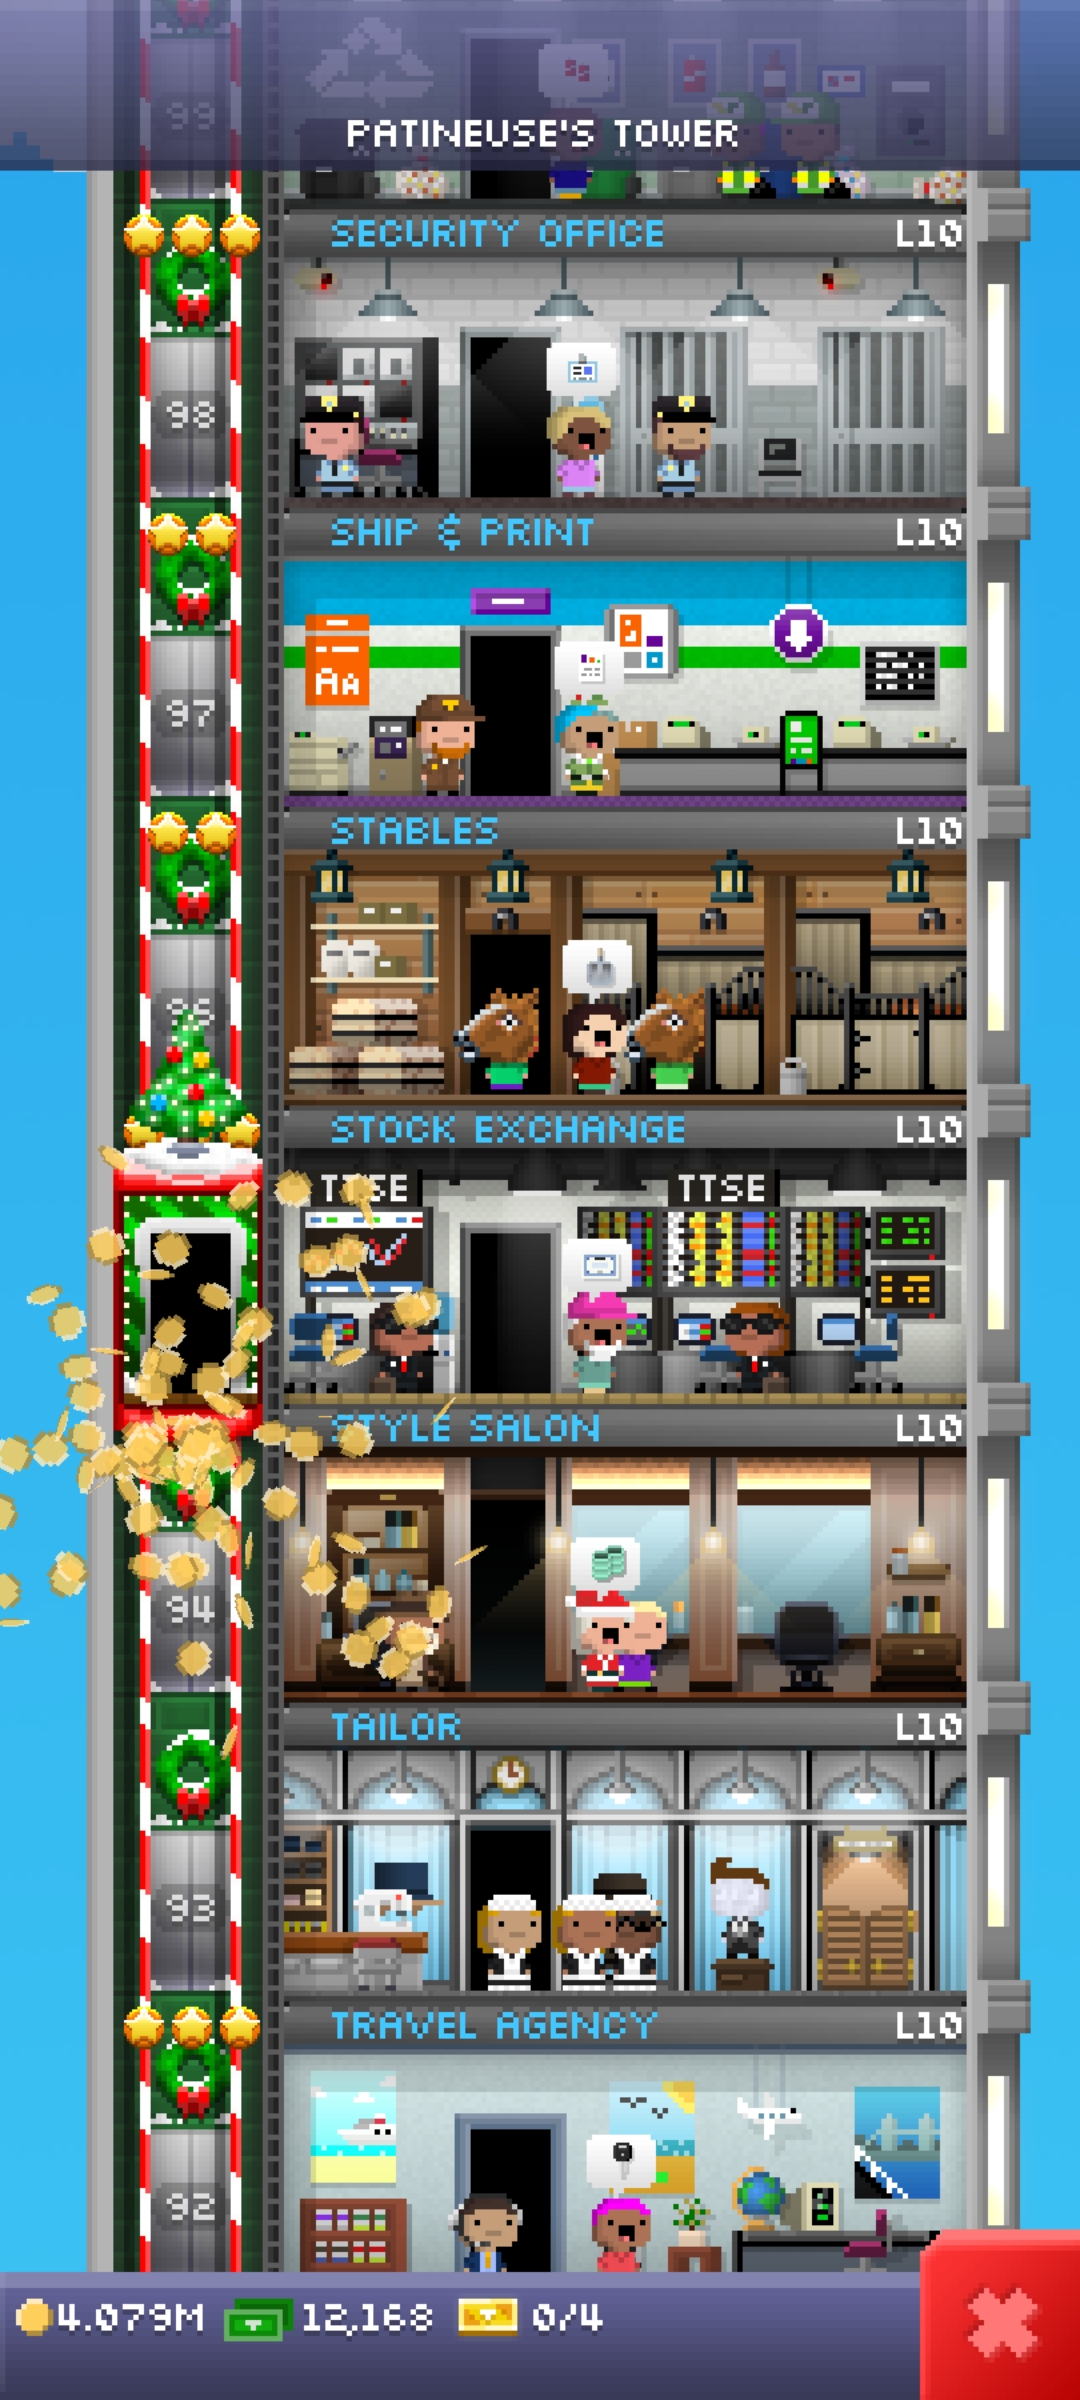 99
PATINEUSE'S TOWER
SECURITY OFFICE L10
98
SHIP & PRINT L10
AA
97
STABLES L10
96
STOCK EXCHANGE L10
TTSE TTSE
STYLE SALON L10
94
TAILOR L10
93
TRAVEL AGENCY L10
92
4.079M 12,168 0/4